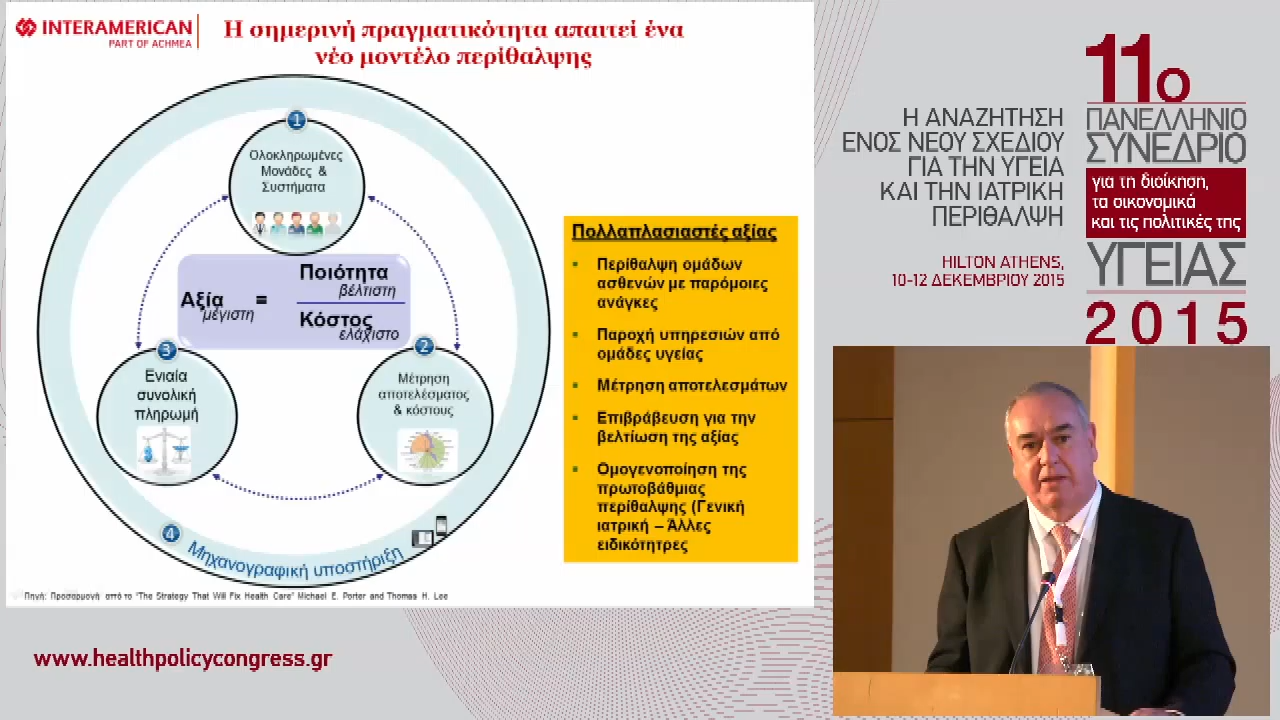 INTERAMERICAN
PART OF ACHMEA
Η σημερινή πραγματικότητα απαιτεί ένα
νέο μοντέλο περίθαλψης
1
Ολοκληρωμένες
Μονάδες &
Συστήματα
Αξία
μέγιστη
=
Ποιότητα
βέλτιστη
Κόστος
ελάχιστο
3
Ενιαία
συνολική
πληρωμή
2
Μέτρηση
αποτελέσματος
& κόστους
4
Μηχανογραφική υποστήριξη
Πηγή: Προσαρμογή από το "The Strategy That Will Fix Health Care" Michael E. Porter and Thomas H. Lee
Πολλαπλασιαστές αξίας
Περίθαλψη ομάδων
ασθενών με παρόμοιες
ανάγκες
Παροχή υπηρεσιών από
ομάδες υγείας
Μέτρηση αποτελεσμάτων
Επιβράβευση για την
βελτίωση της αξίας
Ομογενοποίηση της
πρωτοβάθμιας
περίθαλψης (Γενική
ιατρική – Άλλες
ειδικότητρες
www.healthpolicycongress.gr
Η ΑΝΑΖΗΤΗΣΗ
ΕΝΟΣ ΝΕΟΥ ΣΧΕΔΙΟΥ
ΓΙΑ ΤΗΝ ΥΓΕΙΑ
ΚΑΙ ΤΗΝ ΙΑΤΡΙΚΗ
ΠΕΡΙΘΑΛΨΗ
HILTON ATHENS,
10-12 ΔΕΚΕΜΒΡΙΟΥ 2015
11ο
ΠΑΝΕΛΛΗΝΙΟ
ΣΥΝΕΔΡΙΟ
για τη διοίκηση,
τα οικονομικά
και τις πολιτικές της
ΥΓΕΙΑΣ
2015